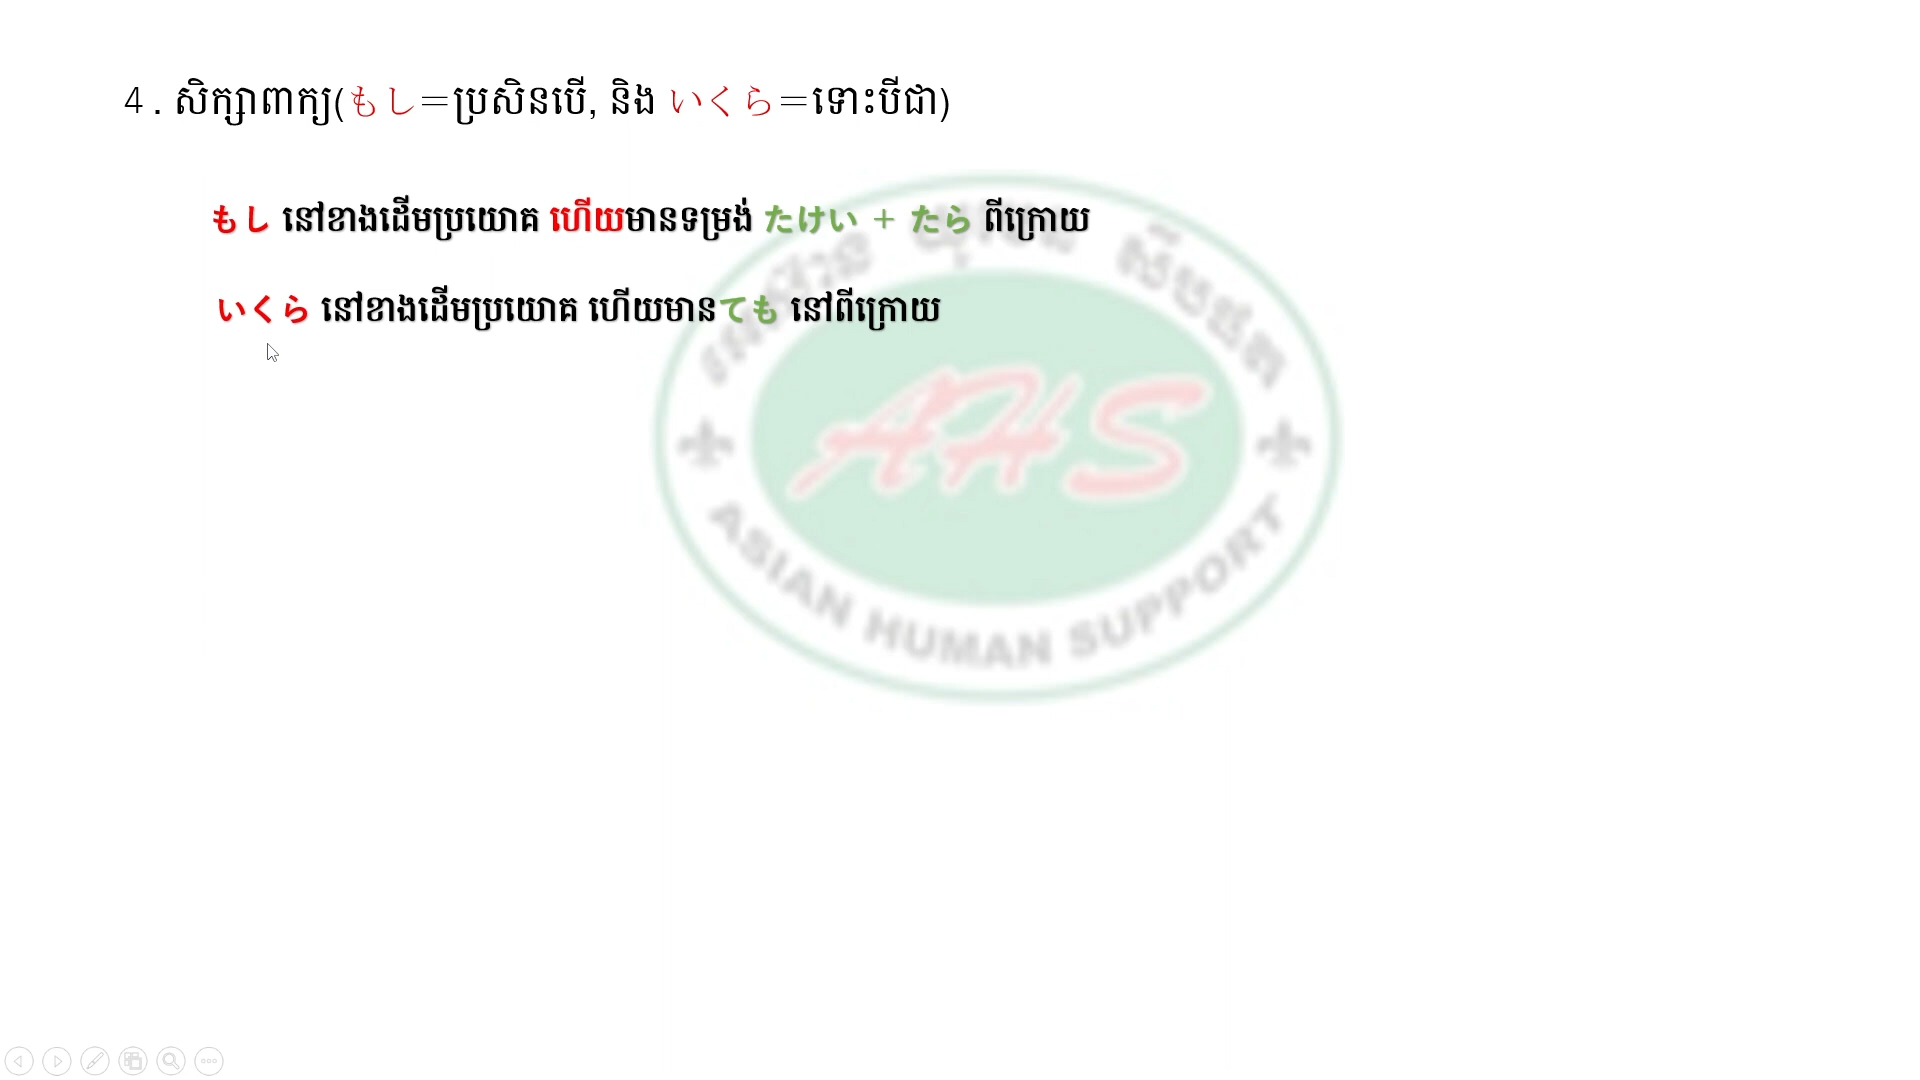 4 . សិក្សាពាក្យ(もし＝ប្រសិនបើ, និង いくら＝ទោះបីជា)
もし នៅខាងដើមប្រយោគ ហើយមានទម្រង់ たけい + たら ពីក្រោយ
いくら នៅខាងដើមប្រយោគ ហើយមានても នៅពីក្រោយ
AHS
ASIAN HUMAN SUPPORT